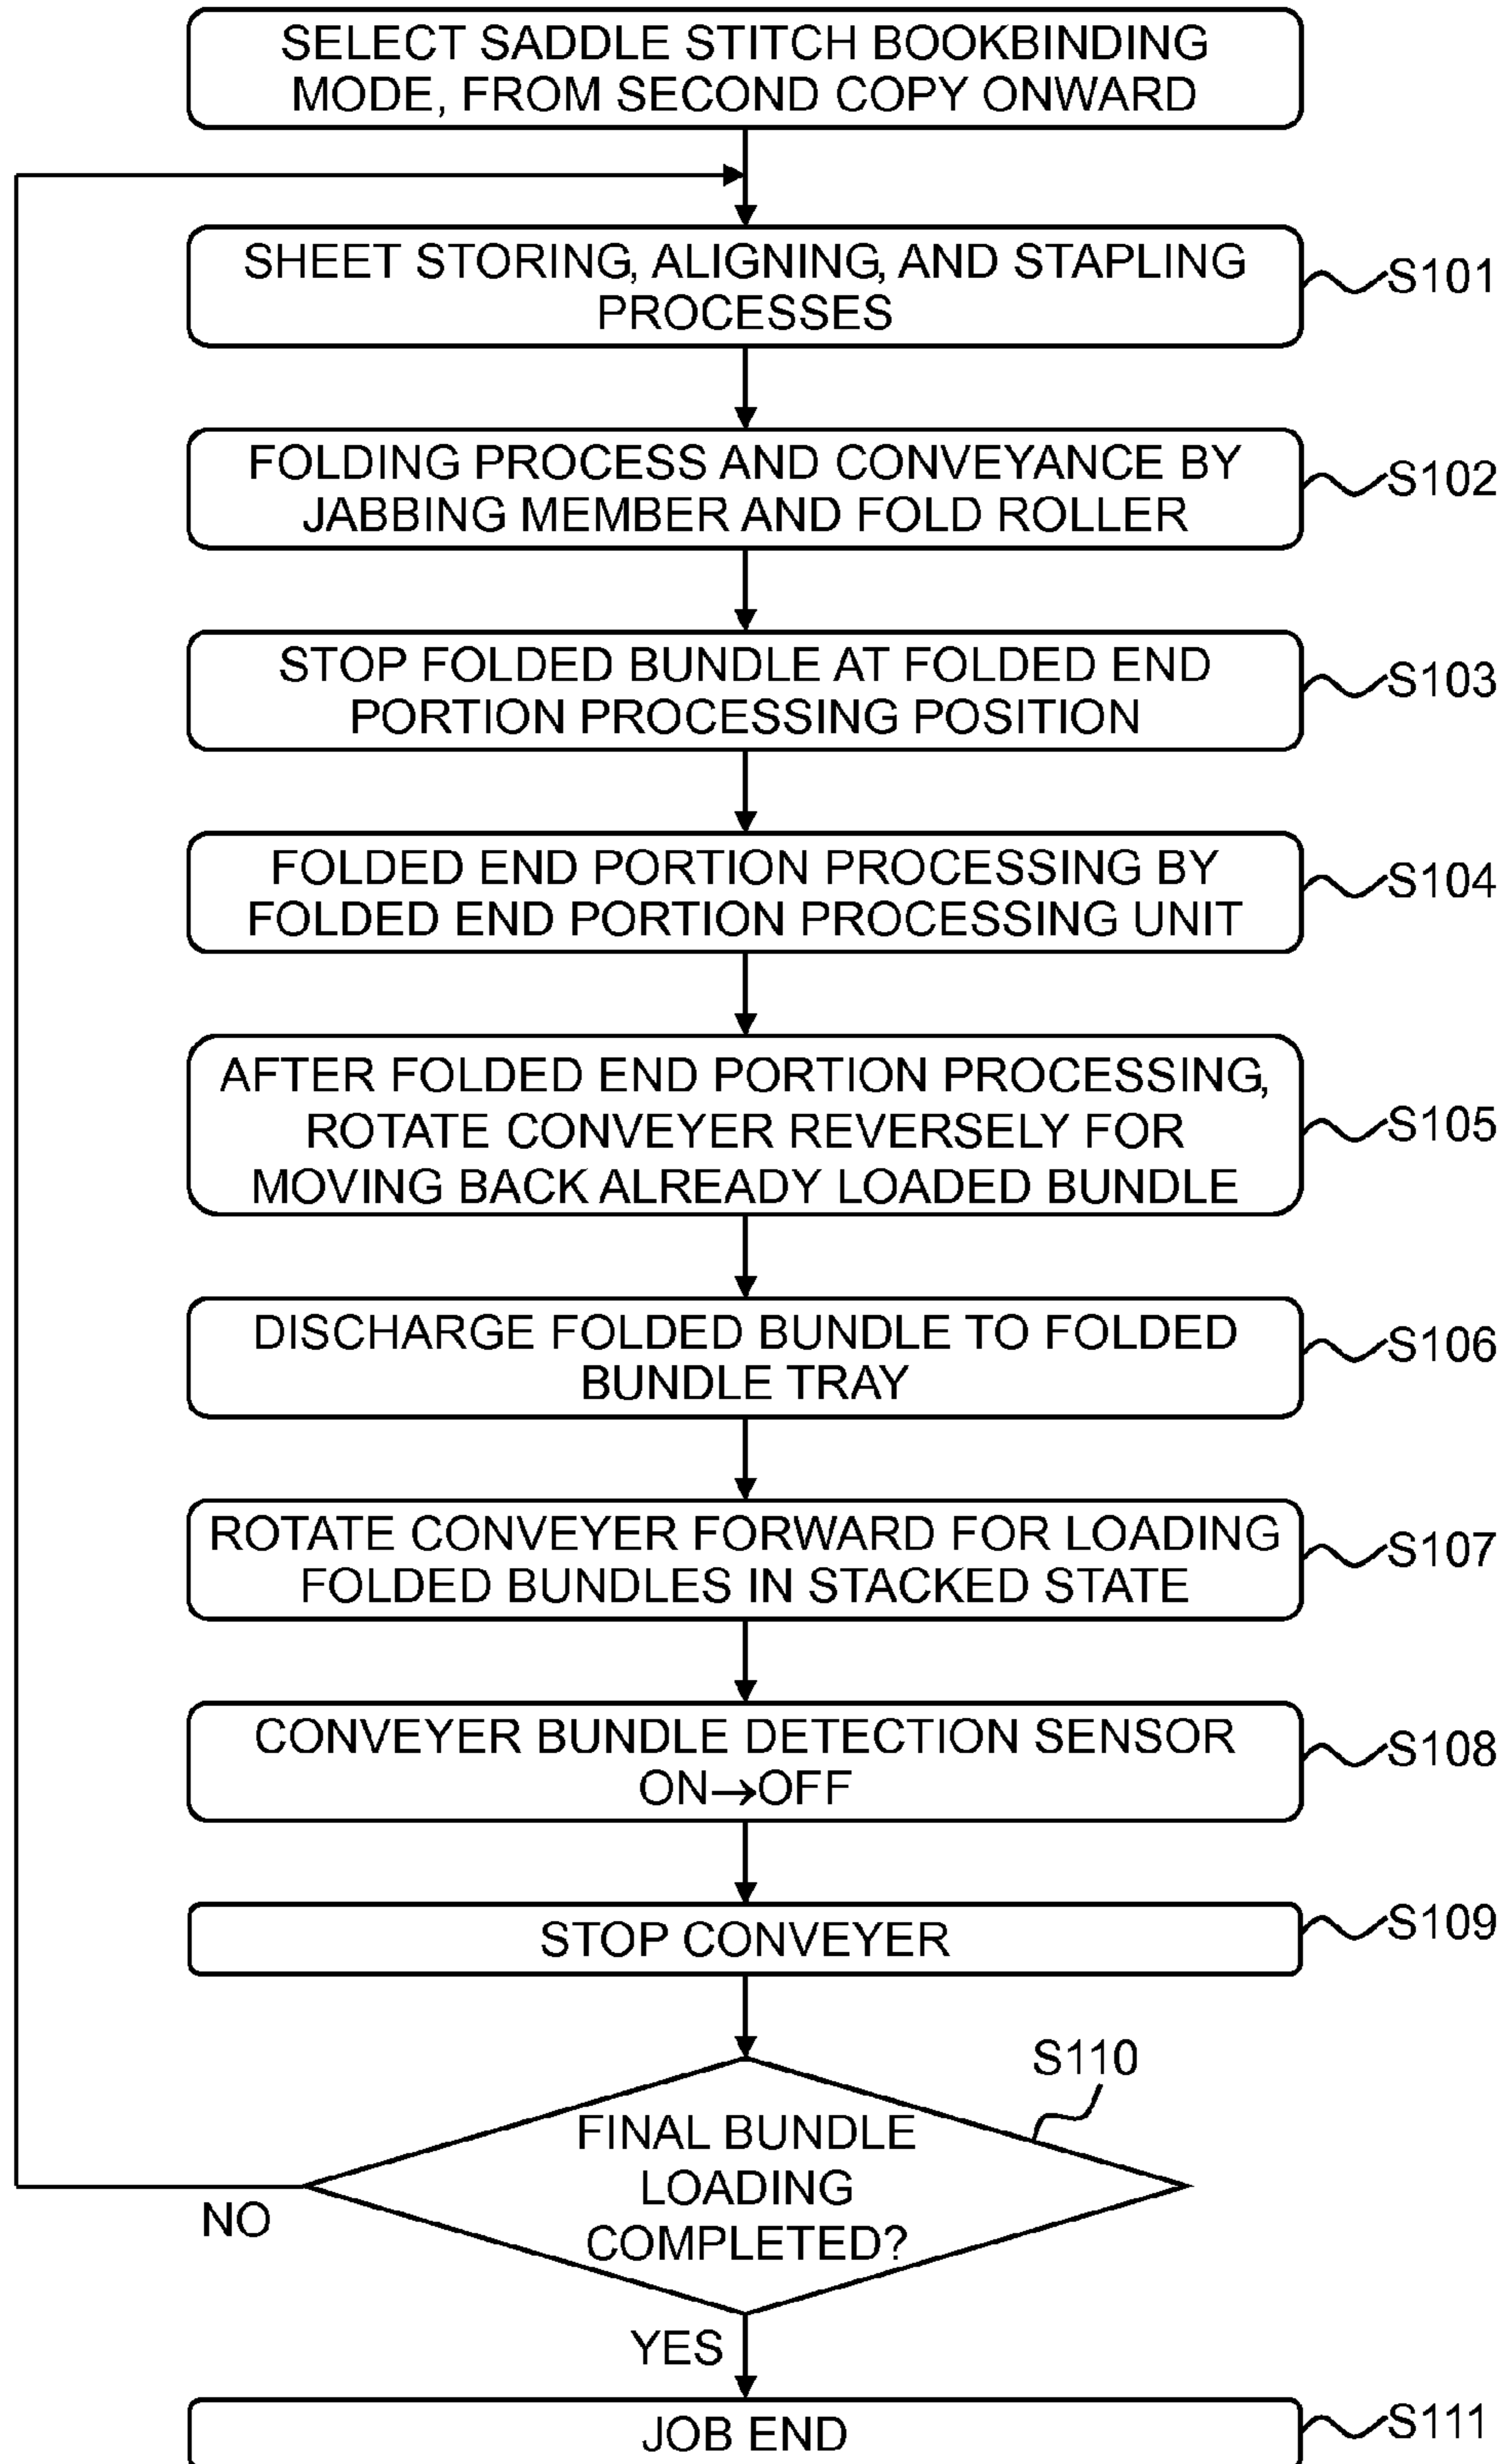 SELECT SADDLE STITCH BOOKBINDING
MODE, FROM SECOND COPY ONWARD
SHEET STORING, ALIGNING, AND STAPLING
PROCESSES
S101
FOLDING PROCESS AND CONVEYANCE BY
JABBING MEMBER AND FOLD ROLLER
S102
STOP FOLDED BUNDLE AT FOLDED END
PORTION PROCESSING POSITION
S103
FOLDED END PORTION PROCESSING BY
FOLDED END PORTION PROCESSING UNIT
S104
AFTER FOLDED END PORTION PROCESSING,
ROTATE CONVEYER REVERSELY FOR
MOVING BACK ALREADY LOADED BUNDLE
S105
DISCHARGE FOLDED BUNDLE TO FOLDED
BUNDLE TRAY
S106
ROTATE CONVEYER FORWARD FOR LOADING
FOLDED BUNDLES IN STACKED STATE
S107
CONVEYER BUNDLE DETECTION SENSOR
ON→OFF
S108
STOP CONVEYER
S109
S110
FINAL BUNDLE
LOADING
COMPLETED?
NO
YES
JOB END
S111